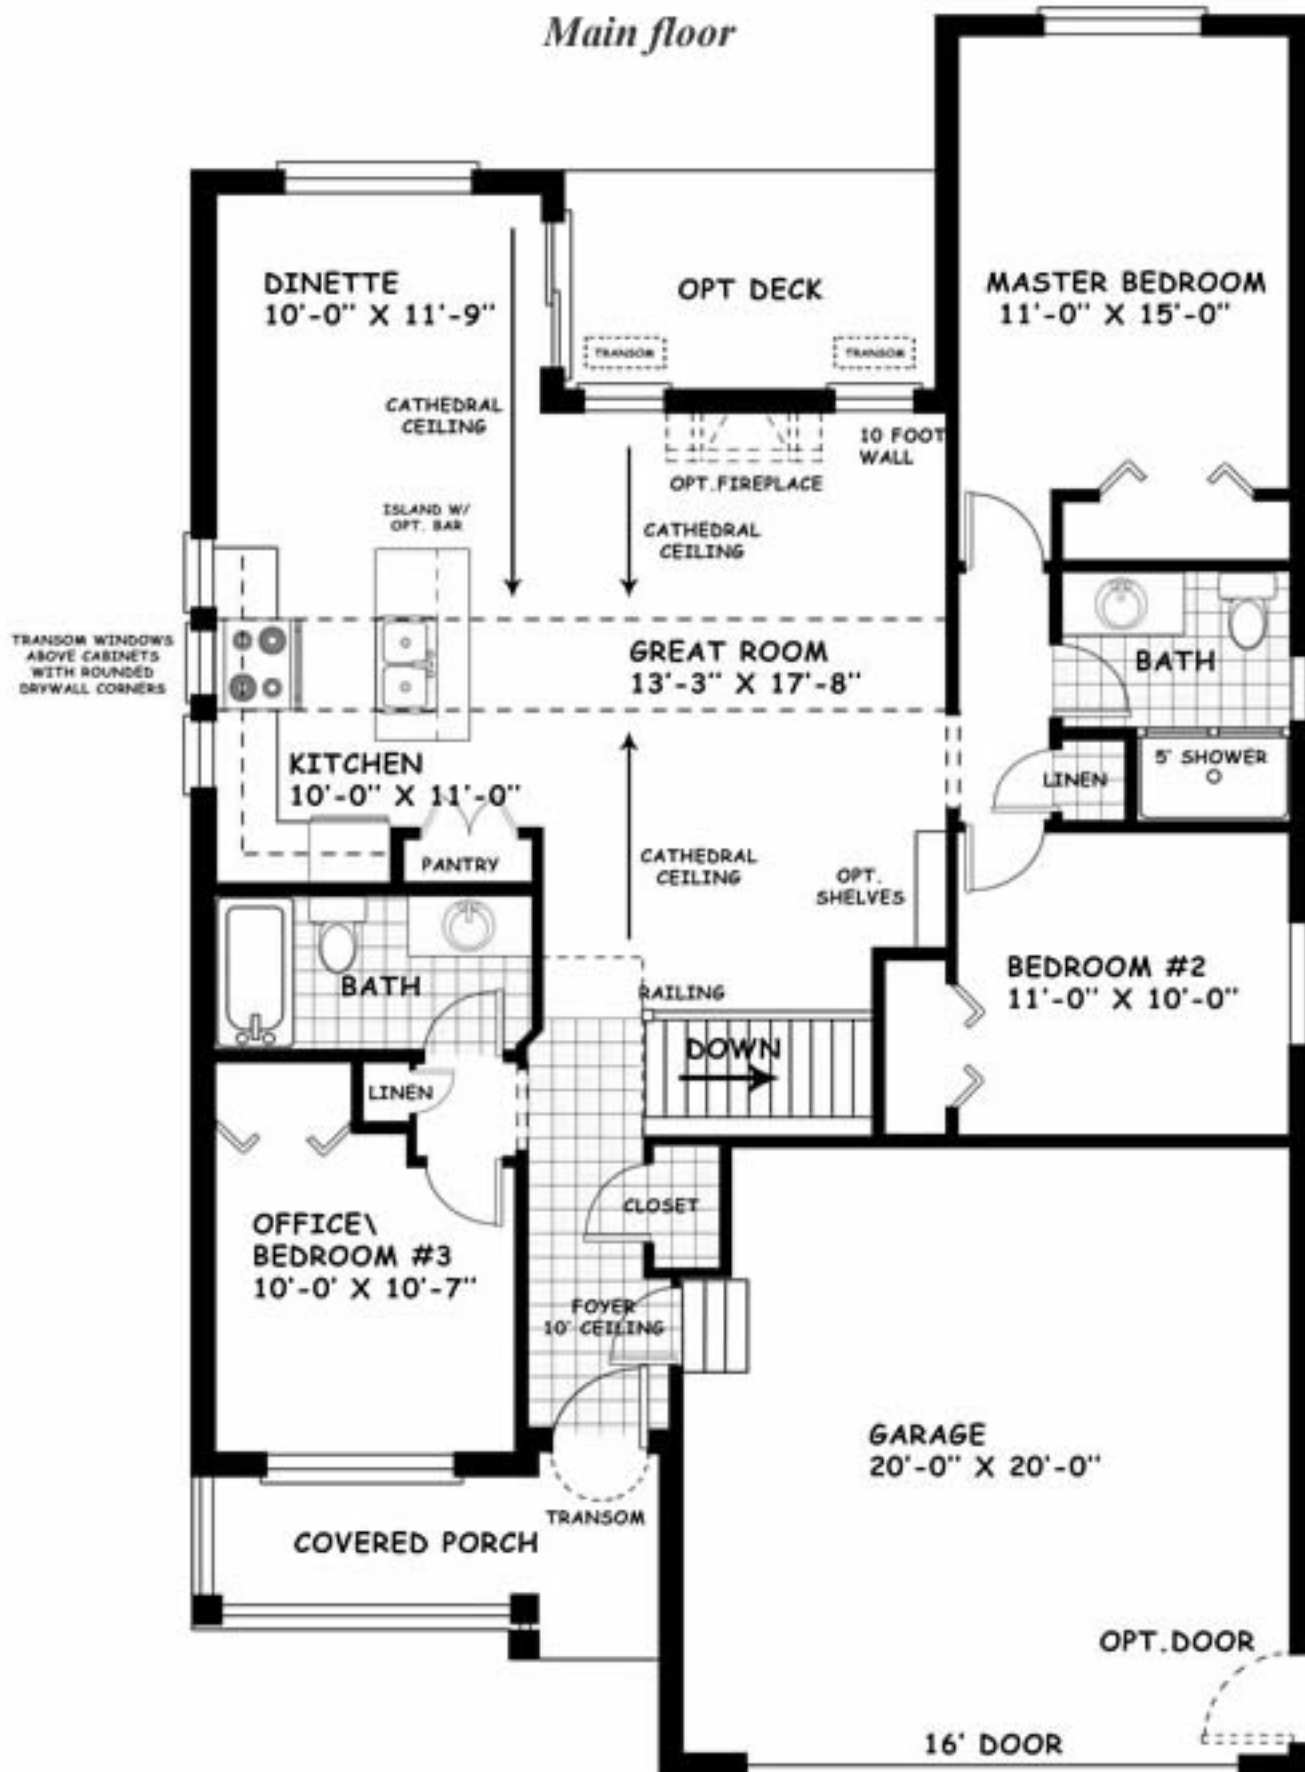 Main floor
DINETTE
10'-0" X 11'-9"
OPT DECK
MASTER BEDROOM
11'-0" X 15'-0"
TRANSOM
TRANSOM
CATHEDRAL
CEILING
10 FOOT
WALL
OPT.FIREPLACE
ISLAND W/
OPT. BAR
CATHEDRAL
CEILING
TRANSOM WINDOWS
ABOVE CABINETS
WITH ROUNDED
DRYWALL CORNERS
GREAT ROOM
13'-3" X 17'-8"
BATH
KITCHEN
10'-0" X 11'-0"
5' SHOWER
LINEN
PANTRY
CATHEDRAL
CEILING
OPT.
SHELVES
BATH
BEDROOM #2
11'-0" X 10'-0"
RAILING
DOWN
LINEN
CLOSET
OFFICE\
BEDROOM #3
10'-0' X 10'-7"
FOYER
10' CEILING
GARAGE
20'-0" X 20'-0"
TRANSOM
COVERED PORCH
OPT.DOOR
16' DOOR